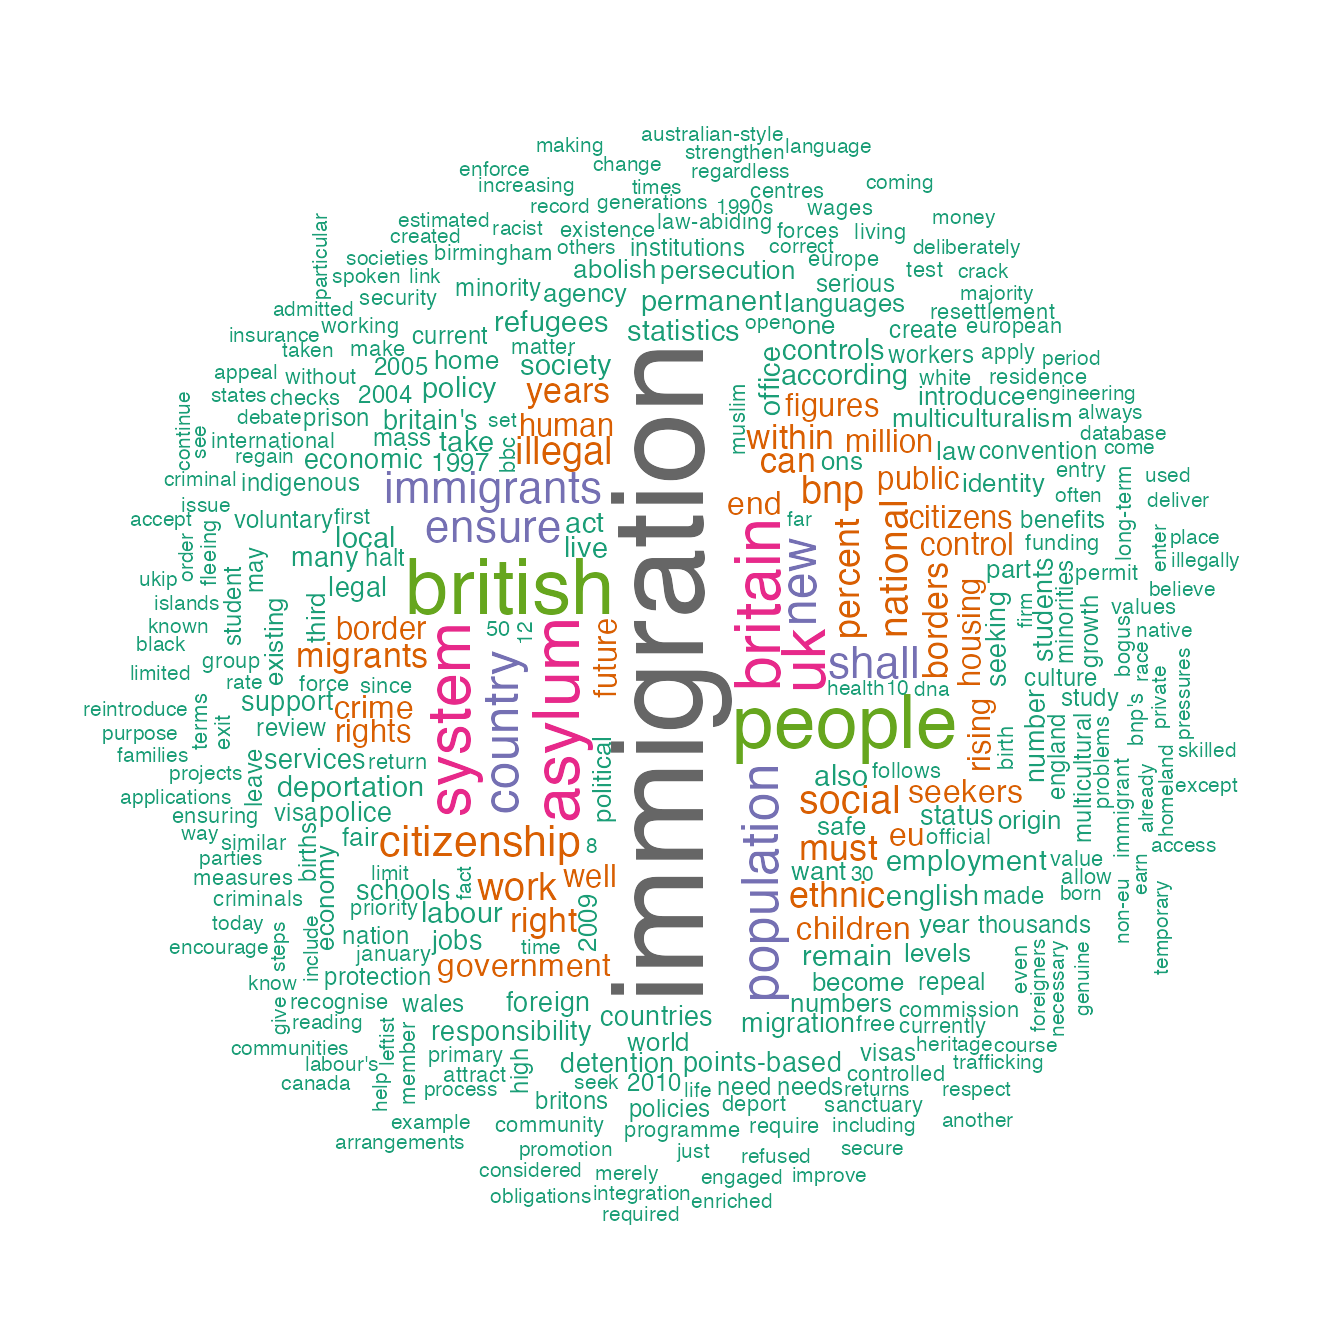 australian-style
making
strengthen
language
enforce
change
regardless
increasing
times
centres
coming
record
generations
1990s
wages
estimated
racist
existence
law-abiding
forces
living
money
particular
created
birmingham
others
institutions
correct
deliberately
societies
abolish
persecution
europe
test
crack
spoken
link
minority
agency
serious
majority
admitted
security
permanent
languages
resettlement
insurance
working
current
refugees
statistics
open
one
create
european
taken
make
matter
controls
workers
apply
period
appeal
without
2005
home
society
office
according
white
residence
states
checks
2004
policy
years
immigration
introduce
engineering
continue
see
debate
prison
britain's
set
human
muslim
figures
multiculturalism
always
international
mass
take
bbc
illegal
within
million
database
regain
economic
1997
can
ons
law
convention
come
criminal
indigenous
immigrants
bnp
public
identity
entry
used
issue
end
often
deliver
accept
voluntary
first
ensure
act
far
citizens
benefits
long-term
order
fleeing
local
live
britain
new
percent
national
control
funding
enter
place
many
halt
illegally
ukip
may
legal
british
borders
part
permit
believe
islands
student
existing
third
housing
seeking
firm
students
minorities
growth
values
known
border
50
12
future
uk
bogus
native
black
migrants
system
country
asylum
shall
culture
race
limited
group
rate
force
since
health
10
dna
study
private
pressures
reintroduce
support
crime
people
number
bnp's
purpose
terms
exit
review
rights
rising
birth
england
multicultural
problems
families
services
return
political
population
also
follows
immigrant
already
homeland
skilled
projects
leave
deportation
social
seekers
except
applications
ensuring
visa
police
safe
status
origin
way
similar
births
fair
citizenship
8
must
eu
official
access
parties
economy
limit
fact
work
well
want
30
employment
value
measures
schools
allow
earn
criminals
priority
labour
right
2009
ethnic
english
made
born
non-eu
temporary
today
nation
jobs
time
children
year
thousands
encourage
steps
include
january
government
remain
levels
even
foreigners
necessary
genuine
know
protection
become
repeal
give
recognise
wales
foreign
numbers
commission
reading
leftist
member
responsibility
countries
migration
free
currently
communities
world
heritage
course
labour's
primary
high
detention
points-based
visas
trafficking
canada
help
attract
controlled
process
seek
2010
life
need
needs
returns
respect
britons
policies
deport
sanctuary
example
community
programme
require
including
another
arrangements
promotion
just
refused
secure
considered
merely
engaged
improve
obligations
integration
enriched
required